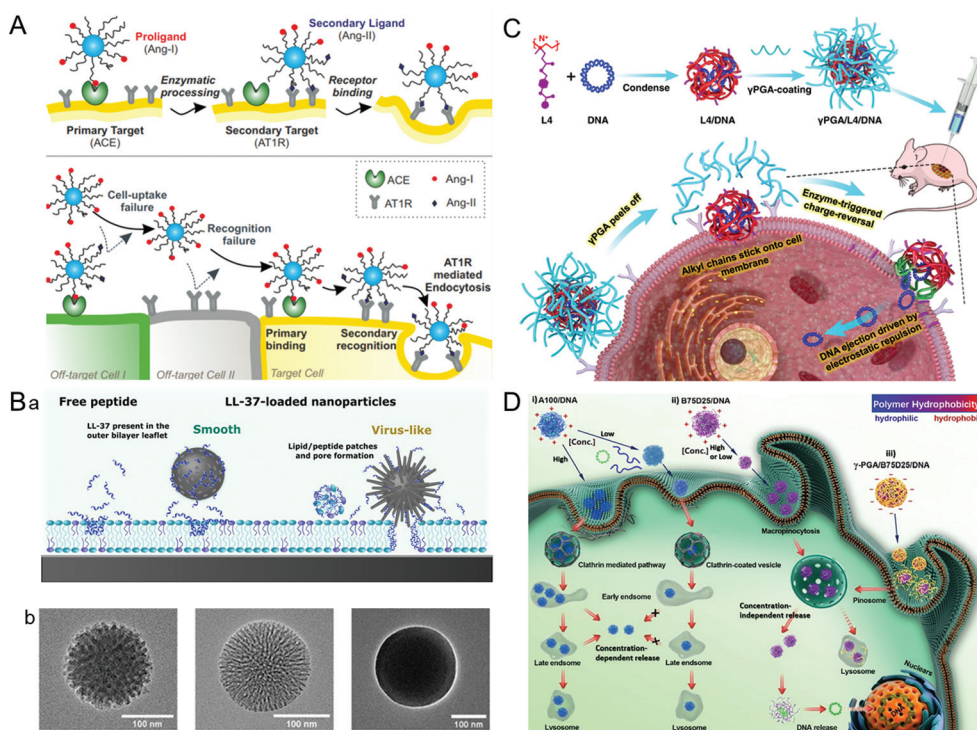 A
Proligand
(Ang-I)
Secondary Ligand
(Ang-II)
Enzymatic
processing
Receptor
binding
Primary Target
(ACE)
Secondary Target
(AT1R)
ACE
Ang-I
AT1R
Ang-II
Cell-uptake
failure
Recognition
failure
AT1R
mediated
Endocytosis
Primary
binding
Secondary
recognition
Off-target Cell I
Off-target Cell II
Target Cell
B
a
Free peptide
LL-37-loaded nanoparticles
LL-37 present in the
outer bilayer leaflet
Smooth
Lipid/peptide patches
and pore formation
Virus-like
b
100 nm
100 nm
100 nm
C
N+
n
+
L4
DNA
Condense
L4/DNA
γPGA-coating
γPGA/L4/DNA
γPGA peels off
Enzyme-triggered
charge-reversal
Alkyl chains stick onto cell
membrane
DNA ejection driven by
electrostatic repulsion
D
i) A100/DNA
ii) B75D25/DNA
Polymer Hydrophobicity
hydrophilic
hydrophobi
[Conc.]
Low
High
[Conc.]
High
or Low
iii)
γ-PGA/B75D25/DNA
Macropinocytosis
Clathrin mediated pathway
Clathrin-coated vesicle
Pinosome
Early endsome
Concentration-
independent release
Concentration-
dependent release
Late endsome
Late endsome
Lysosome
Nuclears
DNA
Lysosome
Lysosome
DNA release